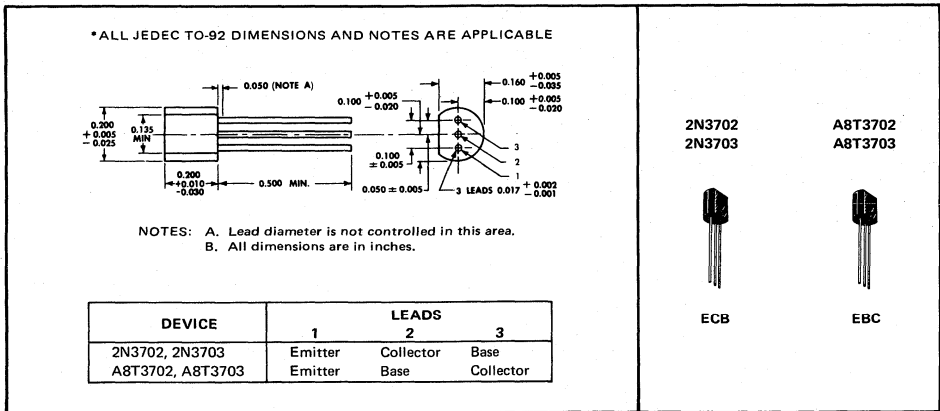 *ALL JEDEC TO-92 DIMENSIONS AND NOTES ARE APPLICABLE
0.050 (NOTE A)
0.200
+ 0.005
- 0.025
0.135
MIN
0.200
+0.010
-0.030
0.500 MIN.
0.100 +0.005
-0.020
0.160 +0.005
-0.035
0.100 +0.005
-0.020
3
2
1
0.100
± 0.005
0.050 ± 0.005
3 LEADS 0.017 + 0.002
- 0.001
NOTES: A. Lead diameter is not controlled in this area.
B. All dimensions are in inches.
DEVICE LEADS
1 2 3
2N3702, 2N3703 Emitter Collector Base
A8T3702, A8T3703 Emitter Base Collector
2N3702 A8T3702
2N3703 A8T3703
ECB EBC